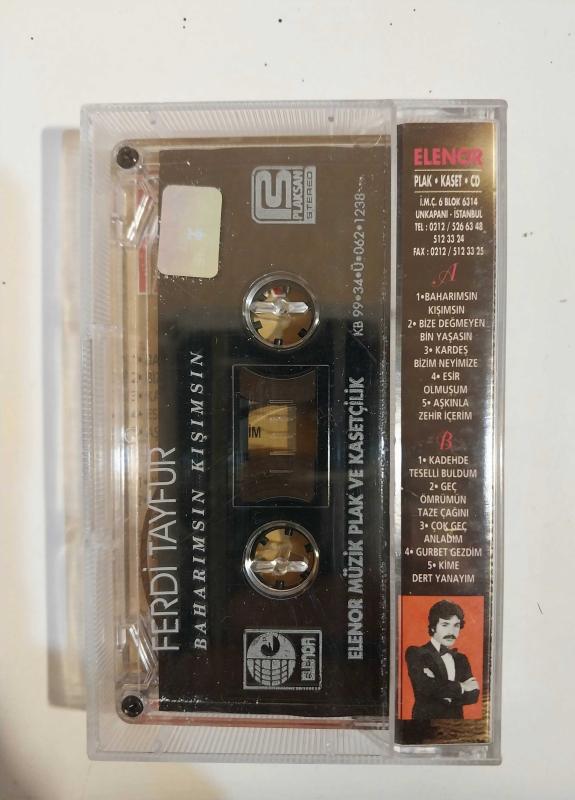 PLAKSAN
STEREO
FERDİ TAYFUR
BAHARIMSIN KIŞIMSIN
İM
KB 99•34•Ü•062•1238
ELENOR MÜZİK PLAK VE KASETÇİLİK
ELENOR
ELENOR
PLAK • KASET • CD
İ.M.C. 6 BLOK 6314
UNKAPANI - İSTANBUL
TEL : 0212 / 526 63 48
512 33 24
FAX : 0212 / 512 33 25
A
1•BAHARIMSIN
KIŞIMSIN
2• BİZE DEĞMEYEN
BİN YAŞASIN
3• KARDEŞ
BİZİM NEYİMİZE
4• ESİR
OLMUŞUM
5• AŞKINLA
ZEHİR İÇERİM
B
1• KADEHDE
TESELLİ BULDUM
2• GEÇ
ÖMRÜMÜN
TAZE ÇAĞINI
3• ÇOK GEÇ
ANLADIM
4• GURBET GEZDİM
5• KİME
DERT YANAYIM